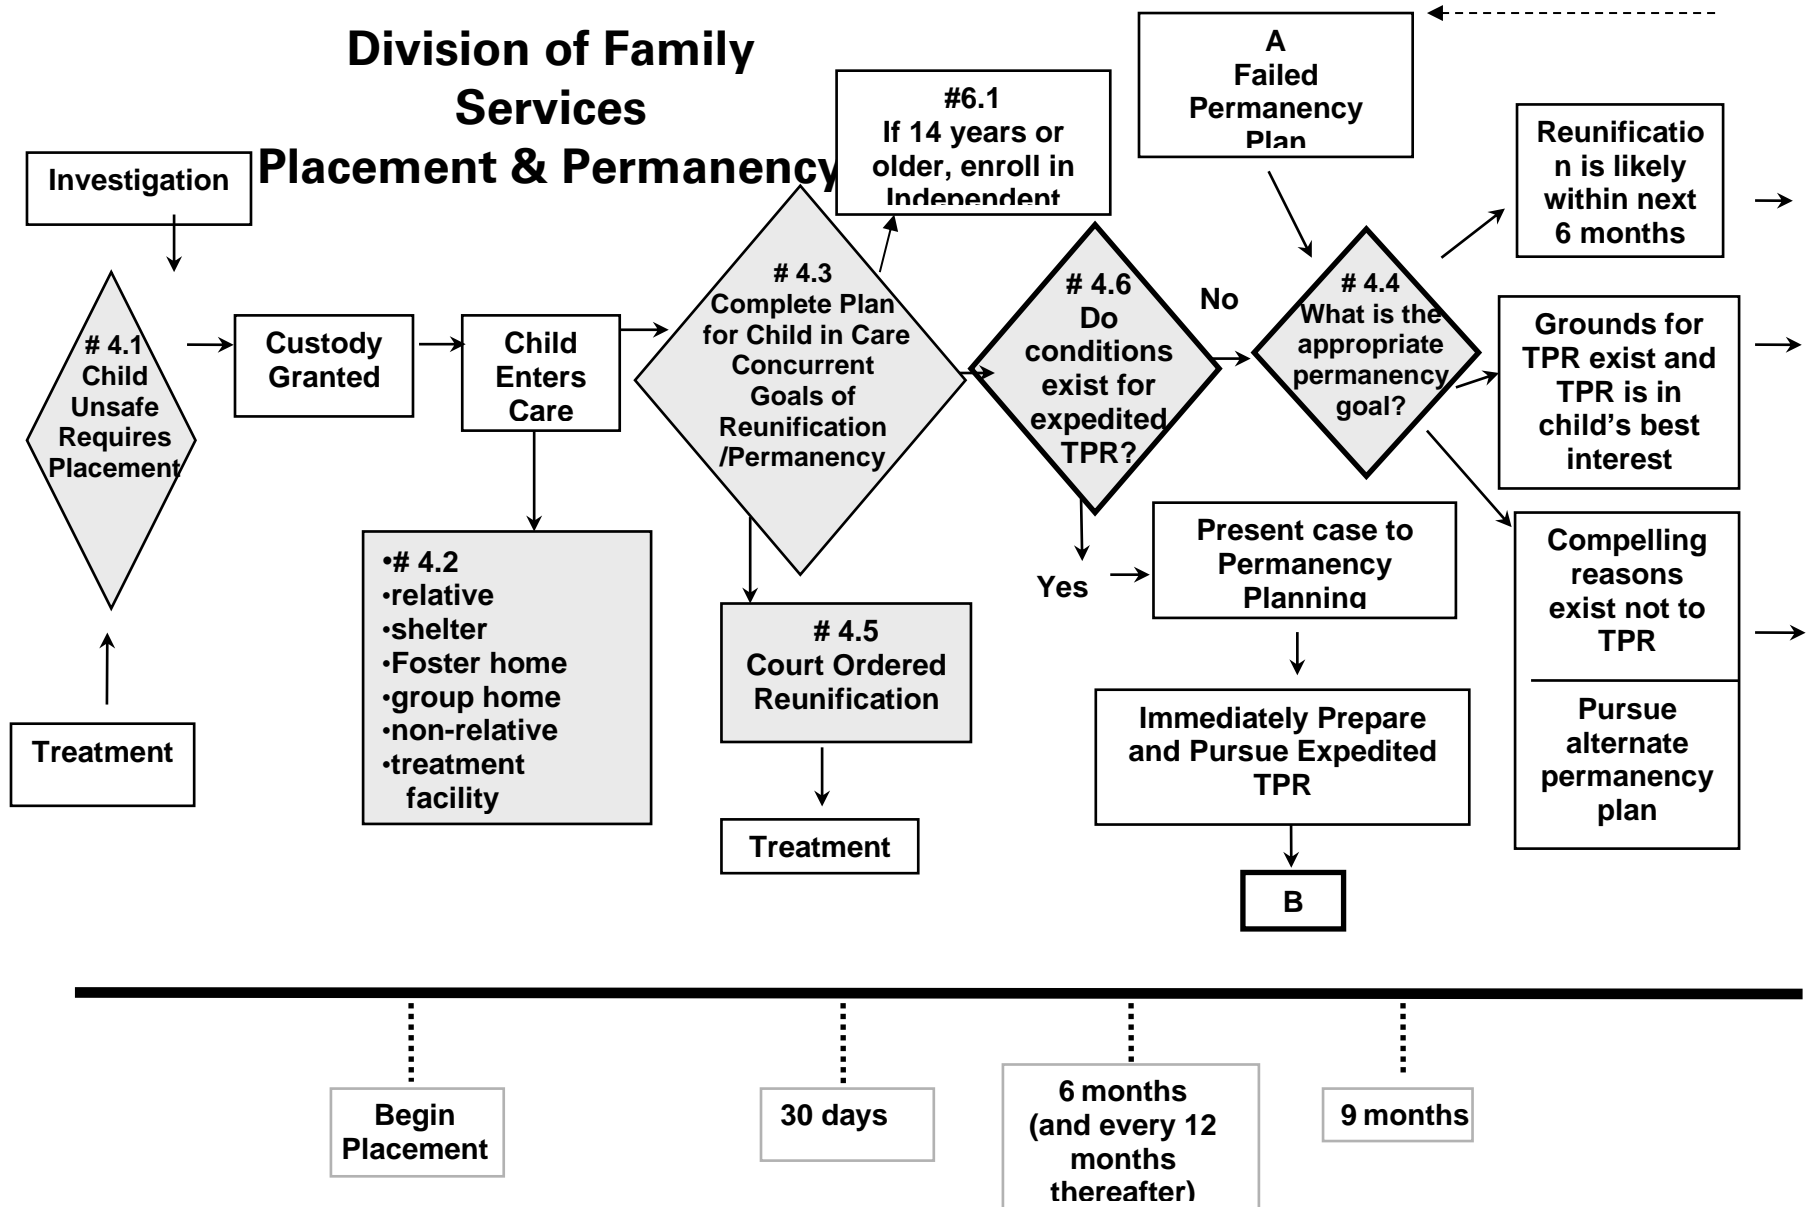 Division of Family
Services
Placement & Permanency
Investigation
# 4.1
Child
Unsafe
Requires
Placement
Treatment
Custody
Granted
Child
Enters
Care
•# 4.2
•relative
•shelter
•Foster home
•group home
•non-relative
•treatment
facility
# 4.3
Complete Plan
for Child in Care
Concurrent
Goals of
Reunification
/Permanency
#6.1
If 14 years or
older, enroll in
Independent
# 4.5
Court Ordered
Reunification
Treatment
# 4.6
Do
conditions
exist for
expedited
TPR?
No
Yes
Present case to
Permanency
Planning
Immediately Prepare
and Pursue Expedited
TPR
B
A
Failed
Permanency
Plan
# 4.4
What is the
appropriate
permanency
goal?
Reunificatio
n is likely
within next
6 months
Grounds for
TPR exist and
TPR is in
child’s best
interest
Compelling
reasons
exist not to
TPR
Pursue
alternate
permanency
plan
Begin
Placement
30 days
6 months
(and every 12
months
thereafter)
9 months